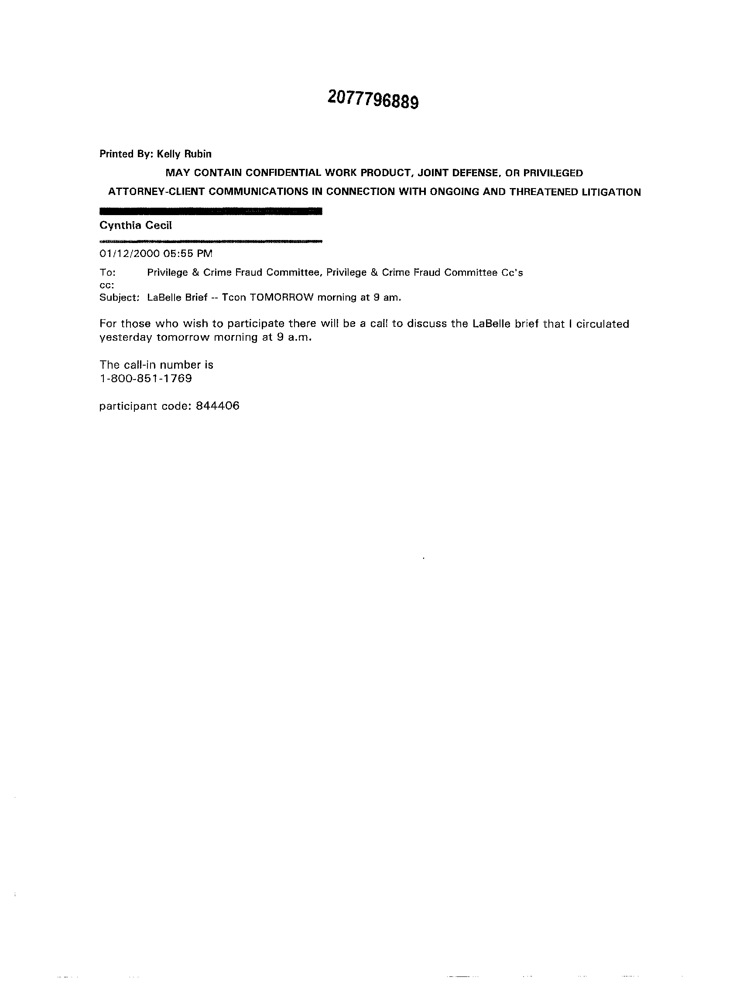 2077796889
Printed By: Kelly Rubin
MAY CONTAIN CONFIDENTIAL WORK PRODUCT, JOINT DEFENSE, OR PRIVILEGED
ATTORNEY-CLIENT COMMUNICATIONS IN CONNECTION WITH ONGOING AND THREATENED LITIGATION
Cynthia Cecil
01/12/2000 05:55 PM
To: Privilege & Crime Fraud Committee, Privilege & Crime Fraud Committee Cc's
cc:
Subject: LaBelle Brief -- Tcon TOMORROW morning at 9 am.
For those who wish to participate there will be a call to discuss the LaBelle brief that I circulated
yesterday tomorrow morning at 9 a.m.
The call-in number is
1-800-851-1769
participant code: 844406